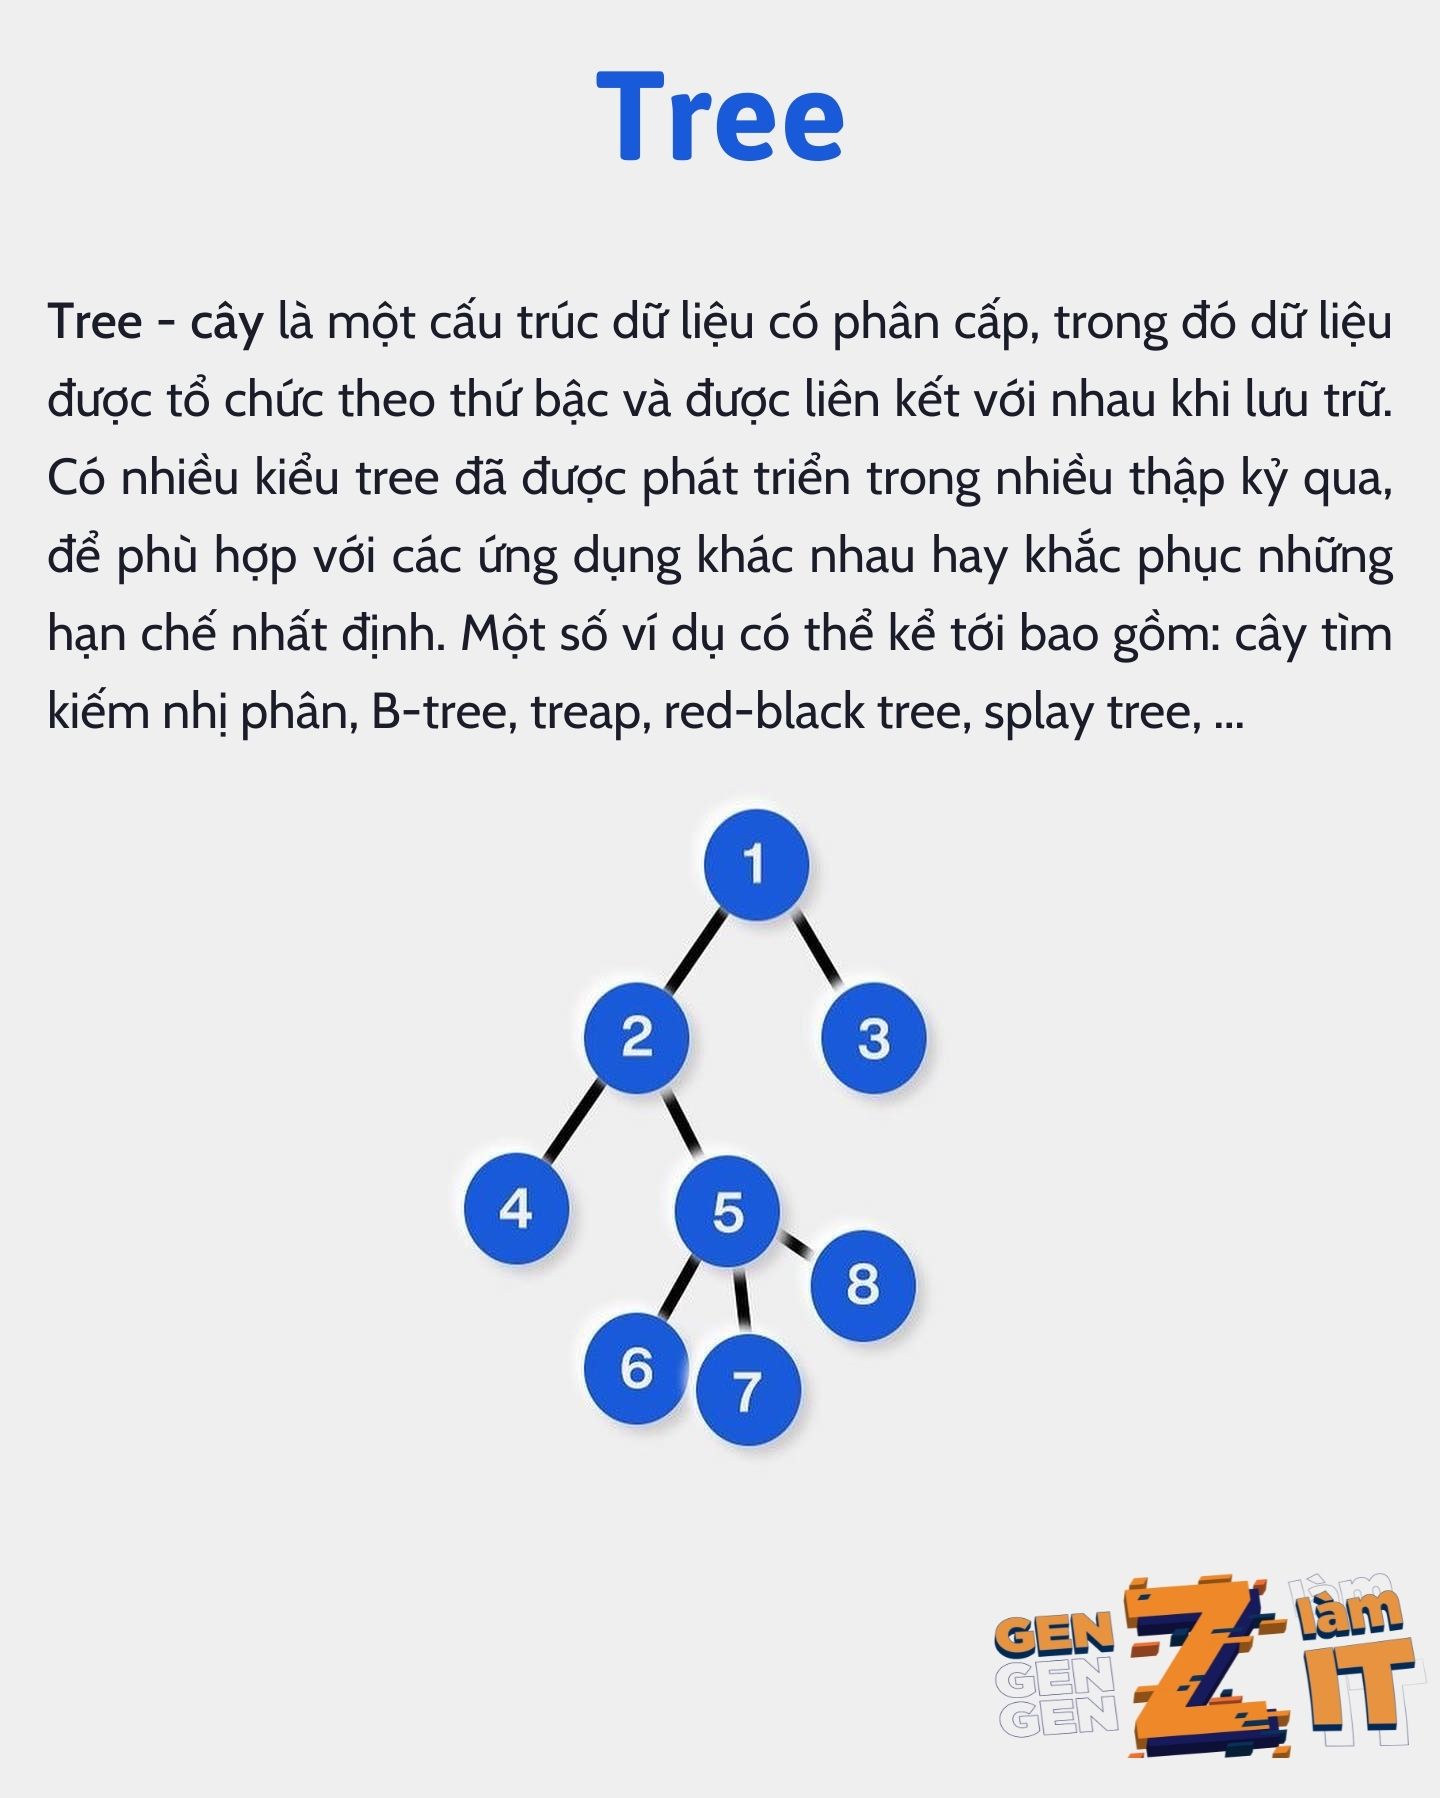 Tree
Tree - cây là một cấu trúc dữ liệu có phân cấp, trong đó dữ liệu
được tổ chức theo thứ bậc và được liên kết với nhau khi lưu trữ.
Có nhiều kiểu tree đã được phát triển trong nhiều thập kỷ qua,
để phù hợp với các ứng dụng khác nhau hay khắc phục những
hạn chế nhất định. Một số ví dụ có thể kể tới bao gồm: cây tìm
kiếm nhị phân, B-tree, treap, red-black tree, splay tree, ...
1
2
3
4
5
8
6
7
GEN Z làm
GEN IT
GEN